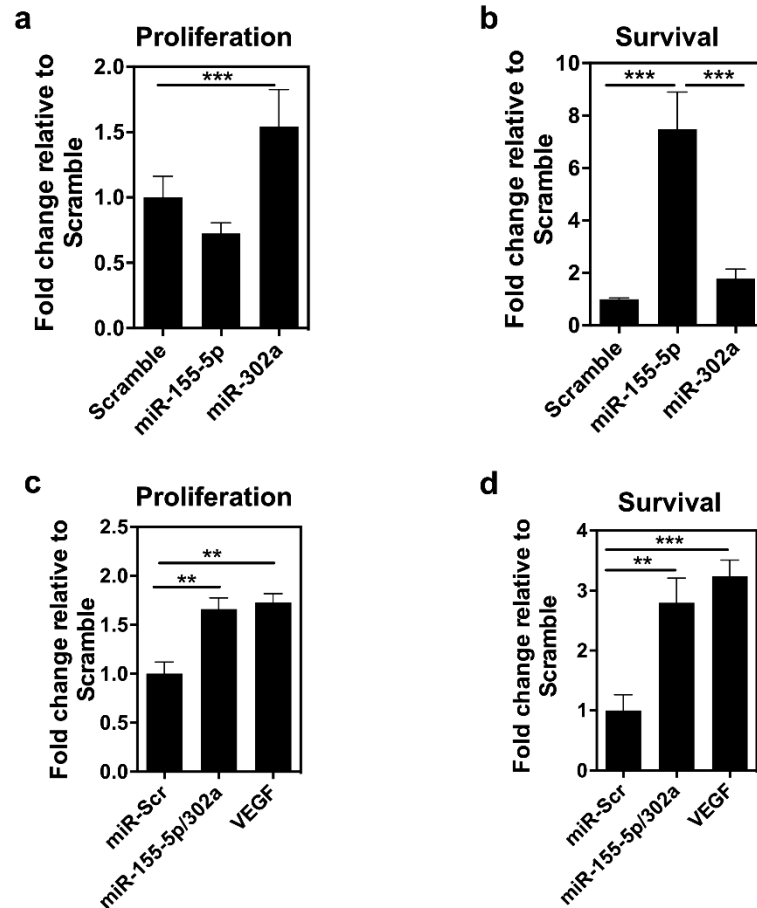 a
Proliferation
Fold change relative to
Scramble
2.0
1.5
1.0
0.5
0.0
***
Scramble
miR-155-5p
miR-302a
b
Survival
Fold change relative to
Scramble
10
8
6
4
2
0
***
***
Scramble
miR-155-5p
miR-302a
c
Proliferation
Fold change relative to
Scramble
2.5
2.0
1.5
1.0
0.5
0.0
**
**
miR-Scr
miR-155-5p/302a
VEGF
d
Survival
Fold change relative to
Scramble
4
3
2
1
0
***
**
miR-Scr
miR-155-5p/302a
VEGF